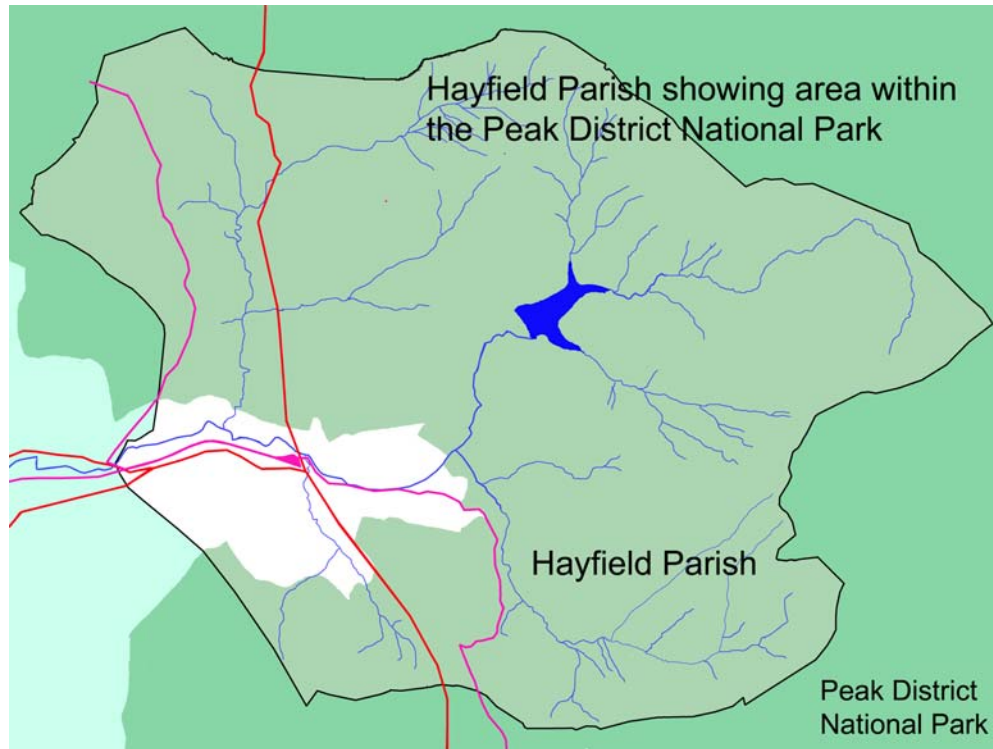 Hayfield Parish showing area within
the Peak District National Park
Hayfield Parish
Peak District
National Park